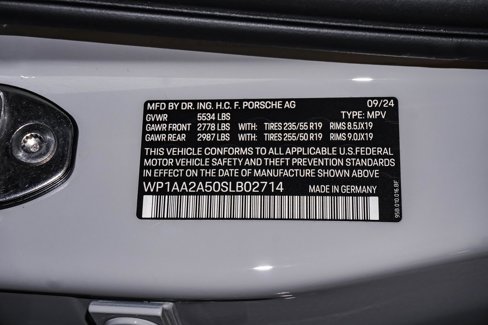 MFD BY DR. ING. H.C. F. PORSCHE AG 09/24
GVWR 5534 LBS TYPE: MPV
GAWR FRONT 2778 LBS WITH: TIRES 235/55 R19 RIMS 8.5JX19
GAWR REAR 2987 LBS WITH: TIRES 255/50 R19 RIMS 9.0JX19
THIS VEHICLE CONFORMS TO ALL APPLICABLE U.S.FEDERAL
MOTOR VEHICLE SAFETY AND THEFT PREVENTION STANDARDS
IN EFFECT ON THE DATE OF MANUFACTURE SHOWN ABOVE
WP1AA2A50SLB02714 MADE IN GERMANY